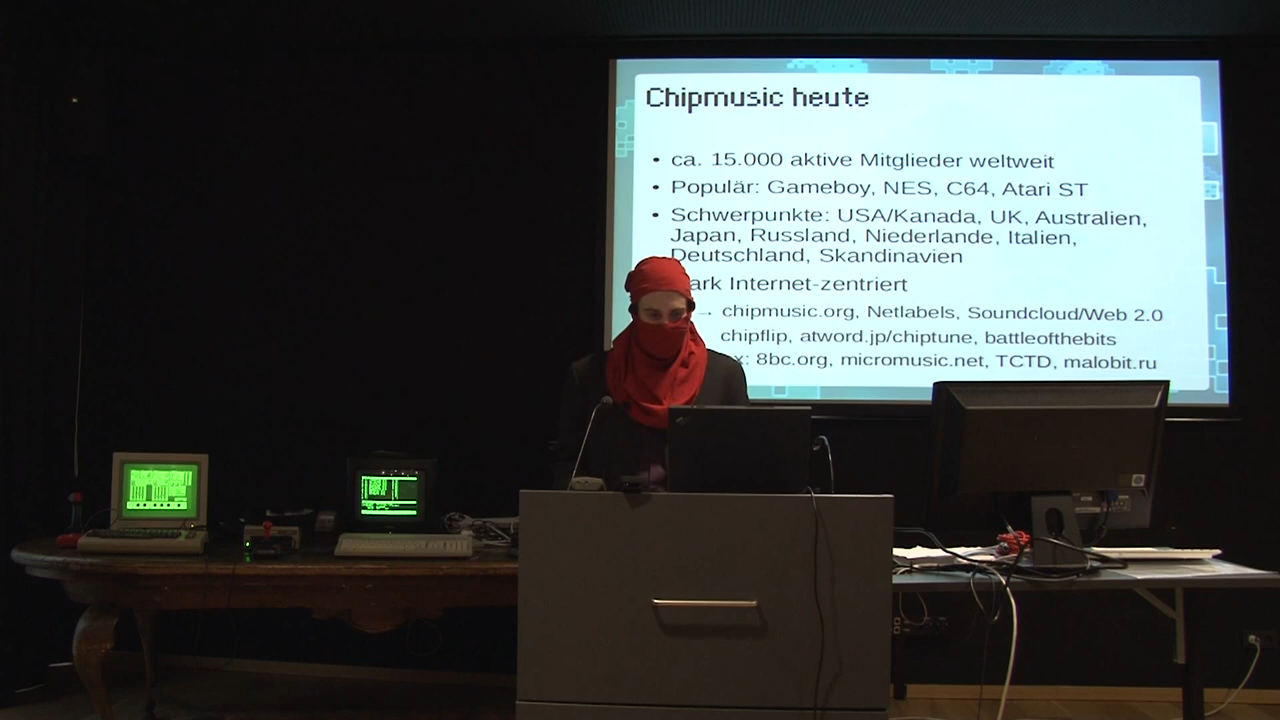 Chipmusic heute
• ca. 15.000 aktive Mitglieder weltweit
• Populär: Gameboy, NES, C64, Atari ST
• Schwerpunkte: USA/Kanada, UK, Australien,
Japan, Russland, Niederlande, Italien,
Deutschland, Skandinavien
ark Internet-zentriert
→ chipmusic.org, Netlabels, Soundcloud/Web 2.0
chipflip, atword.jp/chiptune, battleofthebits
x: 8bc.org, micromusic.net, TCTD, malobit.ru